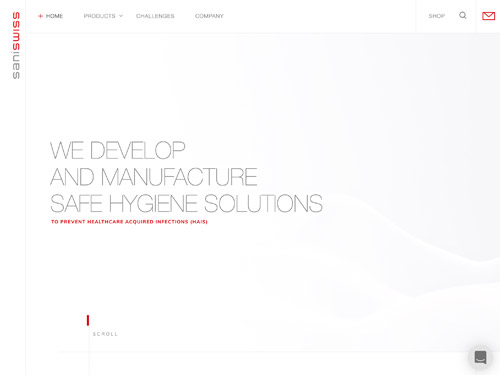 saniswiss
+ HOME
PRODUCTS
CHALLENGES
COMPANY
SHOP
WE DEVELOP
AND MANUFACTURE
SAFE HYGIENE SOLUTIONS
TO PREVENT HEALTHCARE ACQUIRED INFECTIONS (HAIS)
SCROLL